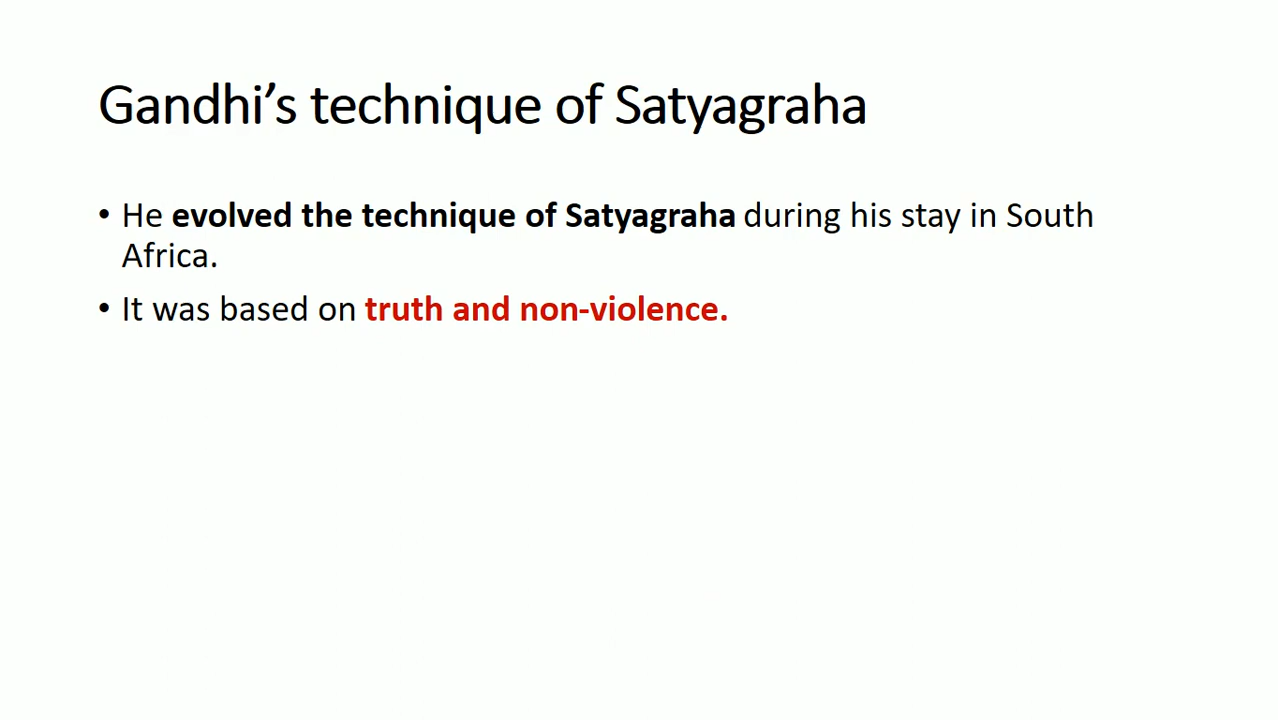 Gandhi’s technique of Satyagraha
• He evolved the technique of Satyagraha during his stay in South
Africa.
• It was based on truth and non-violence.